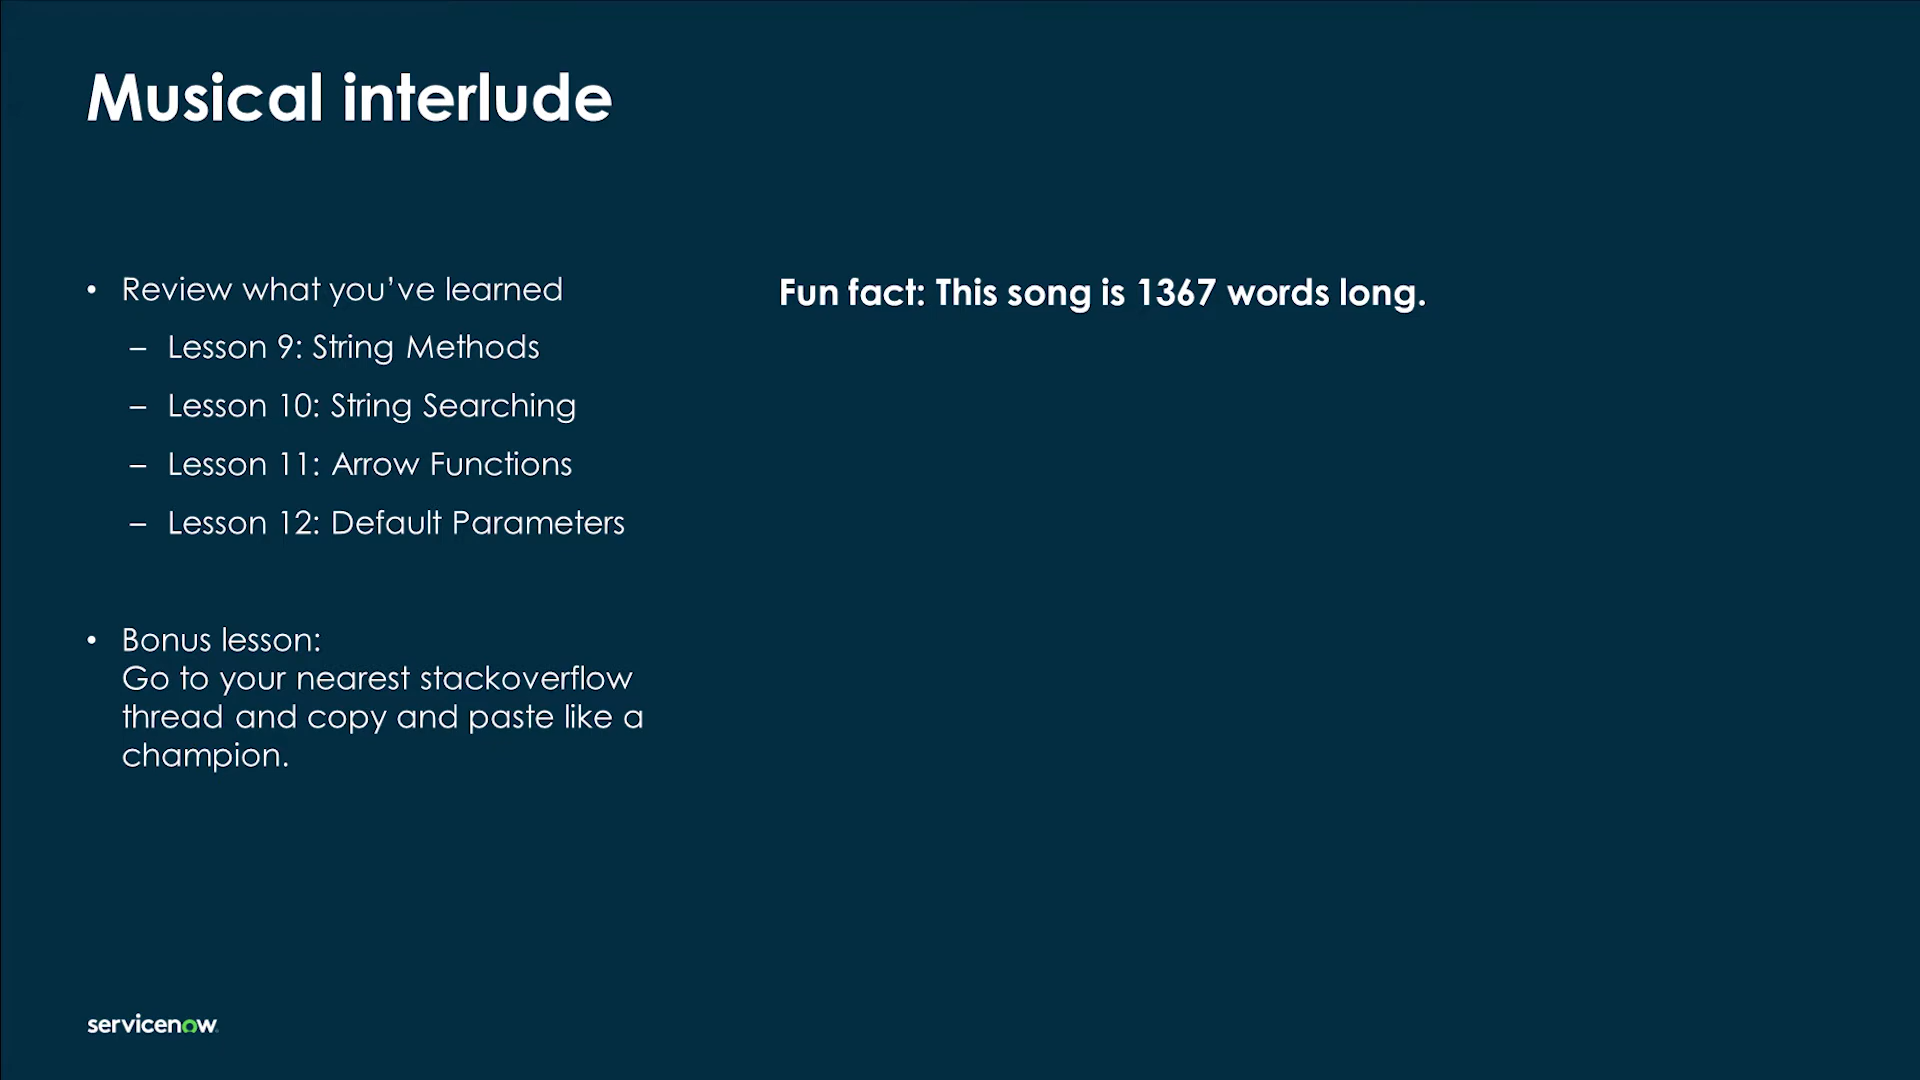 Musical interlude
• Review what you’ve learned
– Lesson 9: String Methods
– Lesson 10: String Searching
– Lesson 11: Arrow Functions
– Lesson 12: Default Parameters
• Bonus lesson:
Go to your nearest stackoverflow
thread and copy and paste like a
champion.
Fun fact: This song is 1367 words long.
servicenow